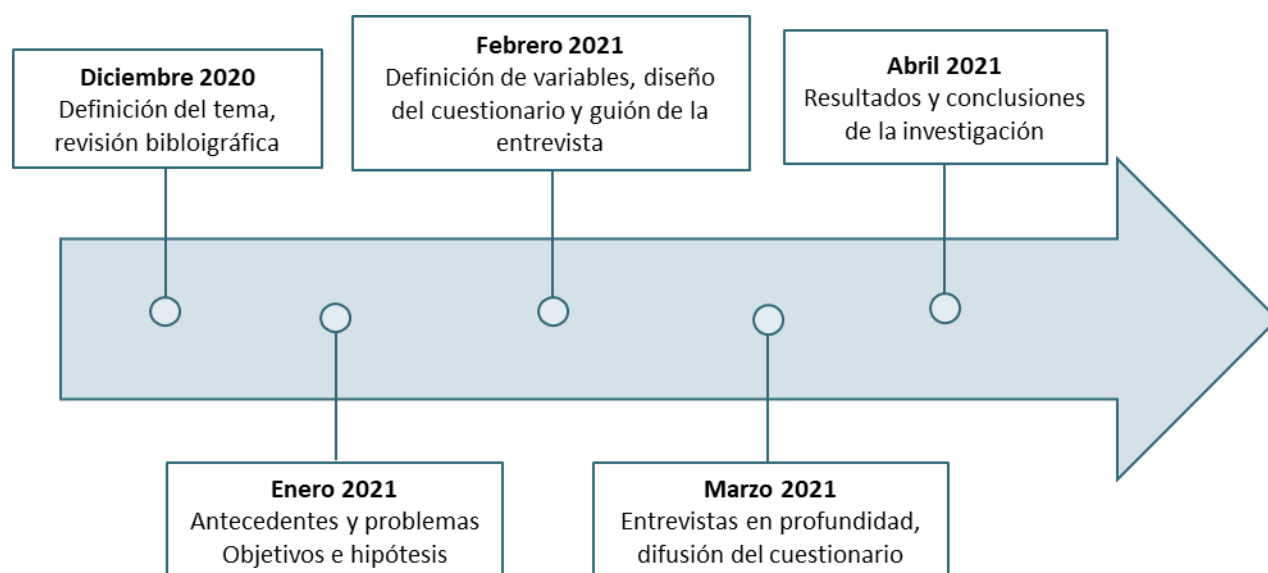 Diciembre 2020
Definición del tema,
revisión bibloigráfica
Febrero 2021
Definición de variables, diseño
del cuestionario y guión de la
entrevista
Abril 2021
Resultados y conclusiones
de la investigación
Enero 2021
Antecedentes y problemas
Objetivos e hipótesis
Marzo 2021
Entrevistas en profundidad,
difusión del cuestionario